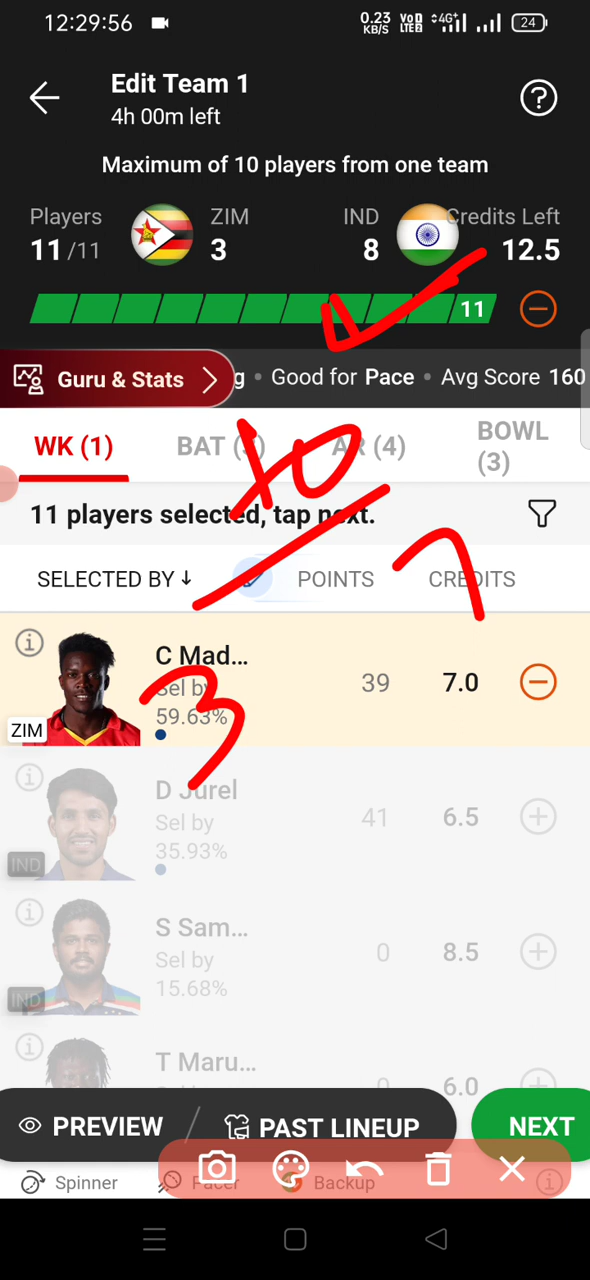 12:29:56 0.23 KB/S VoD LTE2 4G+ 24
Edit Team 1
4h 00m left
Maximum of 10 players from one team
Players ZIM IND Credits Left
11/11 3 8 12.5
11
Guru & Stats g • Good for Pace • Avg Score 160
WK (1) BAT AR (4) BOWL (3)
10
11 players selected, tap next.
SELECTED BY ↓ POINTS CREDITS
C Mad...
Sel by
59.63%
39 7.0
ZIM
3
D Jurel
Sel by
35.93%
41 6.5
IND
S Sam...
Sel by
15.68%
0 8.5
IND
T Maru...
0 6.0
PREVIEW / PAST LINEUP NEXT
Spinner Pacer Backup